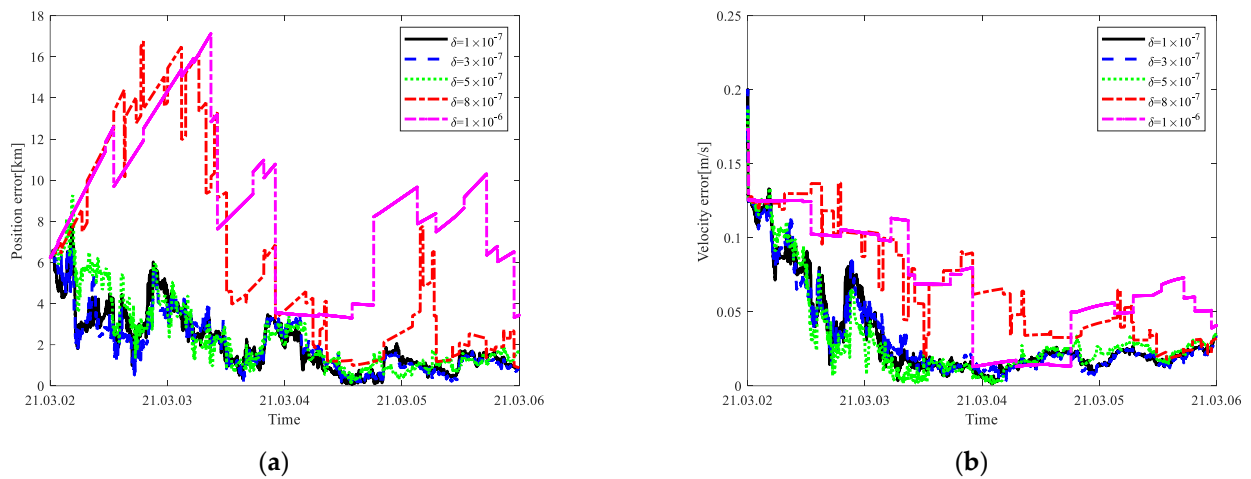 18
16
14
12
10
8
6
4
2
0
Position error[km]
21.03.02 21.03.03 21.03.04 21.03.05 21.03.06
Time
δ=1×10⁻⁷
δ=3×10⁻⁷
δ=5×10⁻⁷
δ=8×10⁻⁷
δ=1×10⁻⁶
(a)
0.25
0.2
0.15
0.1
0.05
0
Velocity error[m/s]
21.03.02 21.03.03 21.03.04 21.03.05 21.03.06
Time
δ=1×10⁻⁷
δ=3×10⁻⁷
δ=5×10⁻⁷
δ=8×10⁻⁷
δ=1×10⁻⁶
(b)